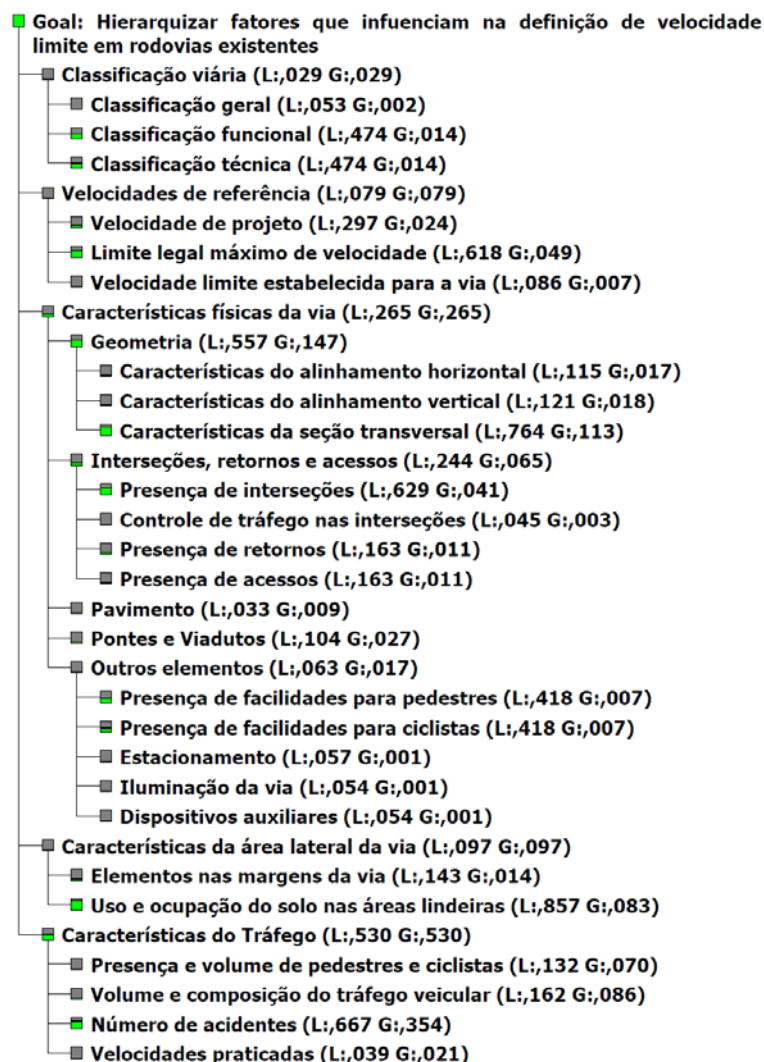 Goal: Hierarquizar fatores que infuenciam na definição de velocidade
limite em rodovias existentes
Classificação viária (L:,029 G:,029)
Classificação geral (L:,053 G:,002)
Classificação funcional (L:,474 G:,014)
Classificação técnica (L:,474 G:,014)
Velocidades de referência (L:,079 G:,079)
Velocidade de projeto (L:,297 G:,024)
Limite legal máximo de velocidade (L:,618 G:,049)
Velocidade limite estabelecida para a via (L:,086 G:,007)
Características físicas da via (L:,265 G:,265)
Geometria (L:,557 G:,147)
Características do alinhamento horizontal (L:,115 G:,017)
Características do alinhamento vertical (L:,121 G:,018)
Características da seção transversal (L:,764 G:,113)
Interseções, retornos e acessos (L:,244 G:,065)
Presença de interseções (L:,629 G:,041)
Controle de tráfego nas interseções (L:,045 G:,003)
Presença de retornos (L:,163 G:,011)
Presença de acessos (L:,163 G:,011)
Pavimento (L:,033 G:,009)
Pontes e Viadutos (L:,104 G:,027)
Outros elementos (L:,063 G:,017)
Presença de facilidades para pedestres (L:,418 G:,007)
Presença de facilidades para ciclistas (L:,418 G:,007)
Estacionamento (L:,057 G:,001)
Iluminação da via (L:,054 G:,001)
Dispositivos auxiliares (L:,054 G:,001)
Características da área lateral da via (L:,097 G:,097)
Elementos nas margens da via (L:,143 G:,014)
Uso e ocupação do solo nas áreas lindeiras (L:,857 G:,083)
Características do Tráfego (L:,530 G:,530)
Presença e volume de pedestres e ciclistas (L:,132 G:,070)
Volume e composição do tráfego veicular (L:,162 G:,086)
Número de acidentes (L:,667 G:,354)
Velocidades praticadas (L:,039 G:,021)